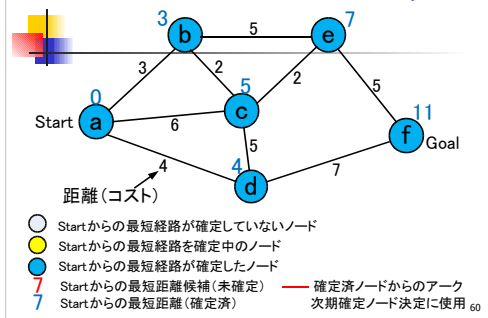 3
7
b
5
e
3
2
5
2
5
0
Start
a
6
c
11
f
Goal
4
5
4
7
d
距離(コスト)
Startからの最短経路が確定していないノード
Startからの最短経路を確定中のノード
Startからの最短経路が確定したノード
7 Startからの最短距離候補(未確定) 確定済ノードからのアーク
7 Startからの最短距離(確定済) 次期確定ノード決定に使用 60